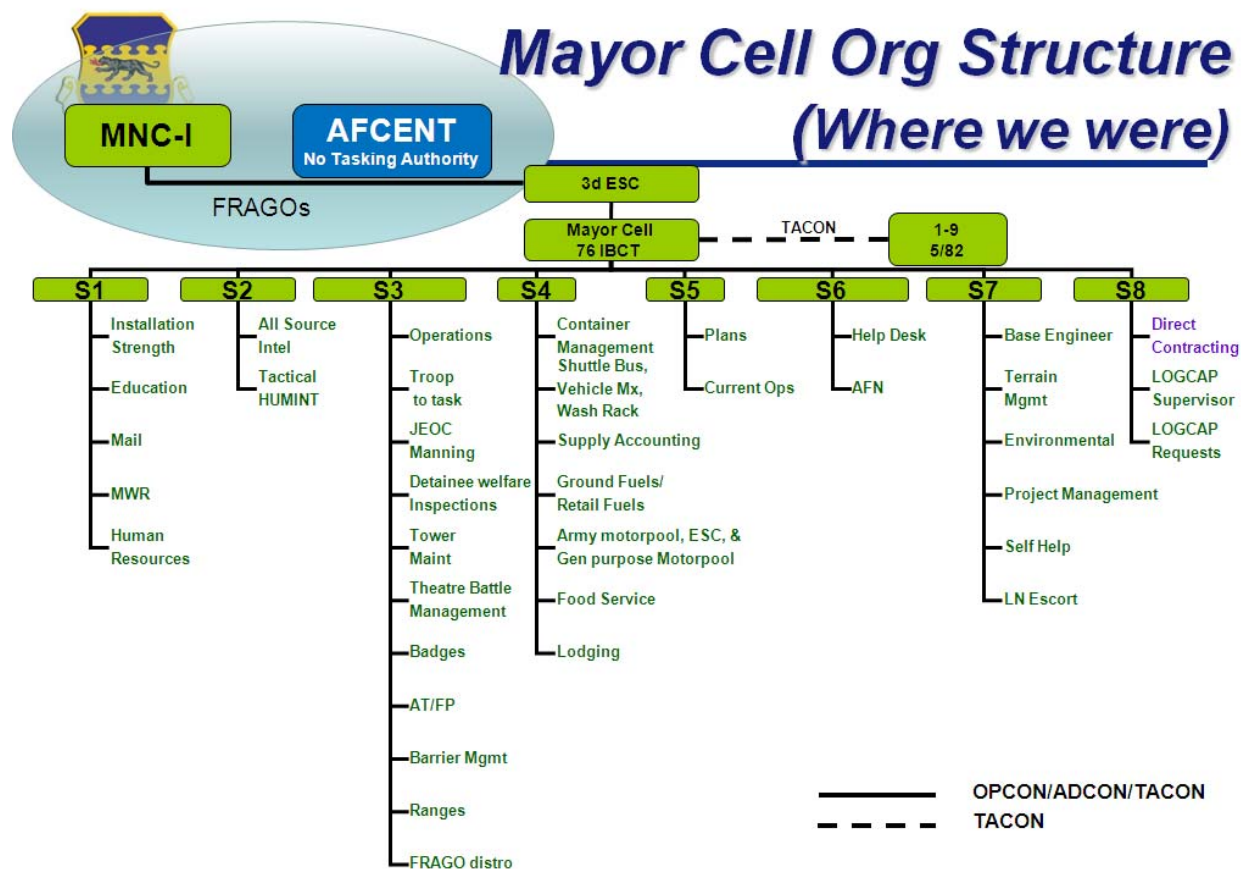 Mayor Cell Org Structure
(Where we were)
MNC-I
AFCENT
No Tasking Authority
FRAGOs
3d ESC
Mayor Cell
76 IBCT
TACON
1-9
5/82
S1
S2
S3
S4
S5
S6
S7
S8
Installation
Strength
Education
Mail
MWR
Human
Resources
All Source
Intel
Tactical
HUMINT
Operations
Troop
to task
JEOC
Manning
Detainee welfare
Inspections
Tower
Maint
Theatre Battle
Management
Badges
AT/FP
Barrier Mgmt
Ranges
FRAGO distro
Container
Management
Shuttle Bus,
Vehicle Mx,
Wash Rack
Supply Accounting
Ground Fuels/
Retail Fuels
Army motorpool, ESC, &
Gen purpose Motorpool
Food Service
Lodging
Plans
Current Ops
Help Desk
AFN
Base Engineer
Terrain
Mgmt
Environmental
Project Management
Self Help
LN Escort
Direct
Contracting
LOGCAP
Supervisor
LOGCAP
Requests
OPCON/ADCON/TACON
TACON